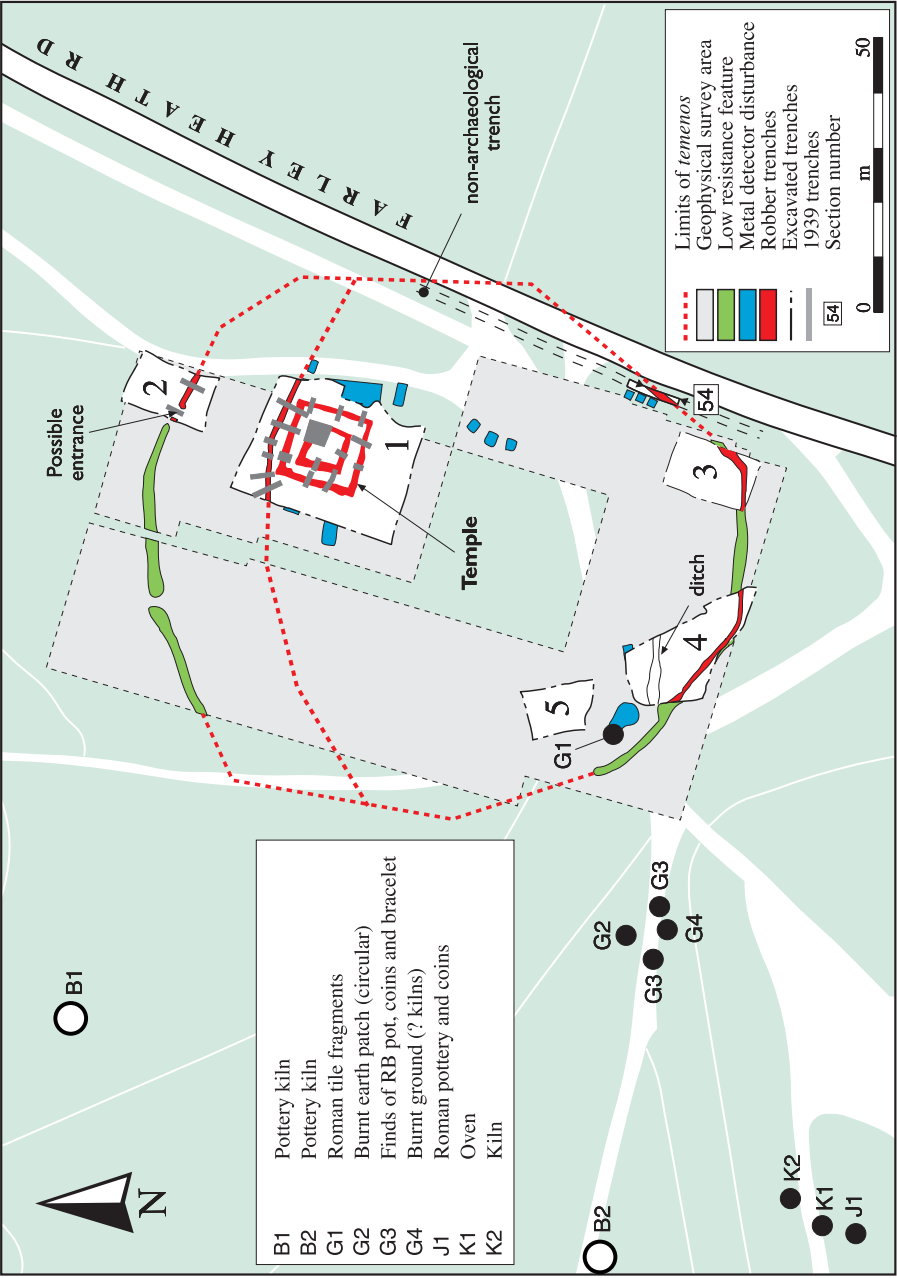 N
B1 Pottery kiln
B2 Pottery kiln
G1 Roman tile fragments
G2 Burnt earth patch (circular)
G3 Finds of RB pot, coins and bracelet
G4 Burnt ground (? kilns)
J1 Roman pottery and coins
K1 Oven
K2 Kiln
B1
B2
G2
G3
G3
G4
K2
K1
J1
G1
Possible
entrance
2
1
Temple
5
4
ditch
3
54
FARLEY HEATH RD
non-archaeological
trench
Limits of temenos
Geophysical survey area
Low resistance feature
Metal detector disturbance
Robber trenches
Excavated trenches
1939 trenches
54 Section number
0 m 50